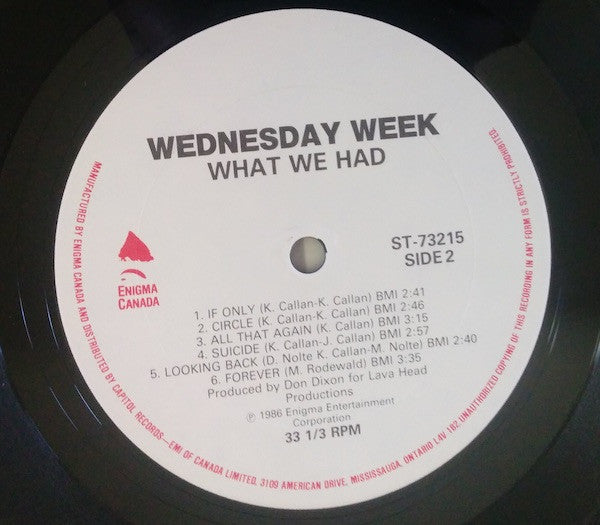 WEDNESDAY WEEK
WHAT WE HAD
ST-73215
SIDE 2
ENIGMA
CANADA
1. IF ONLY (K. Callan-K. Callan) BMI 2:41
2. CIRCLE (K. Callan-K. Callan) BMI 2:46
3. ALL THAT AGAIN (K. Callan) BMI 3:15
4. SUICIDE (K. Callan-J. Callan) BMI 2:57
5. LOOKING BACK (D. Nolte K. Callan-M. Nolte) BMI 2:40
6. FOREVER (M. Rodewald) BMI 3:35
Produced by Don Dixon for Lava Head
Productions
℗ 1986 Enigma Entertainment
Corporation
33 1/3 RPM
MANUFACTURED BY ENIGMA CANADA AND DISTRIBUTED BY CAPITOL RECORDS—EMI OF CANADA LIMITED, 3109 AMERICAN DRIVE, MISSISSAUGA, ONTARIO L4V 1B2. UNAUTHORIZED COPYING OF THIS RECORDING IN ANY FORM IS STRICTLY PROHIBITED.